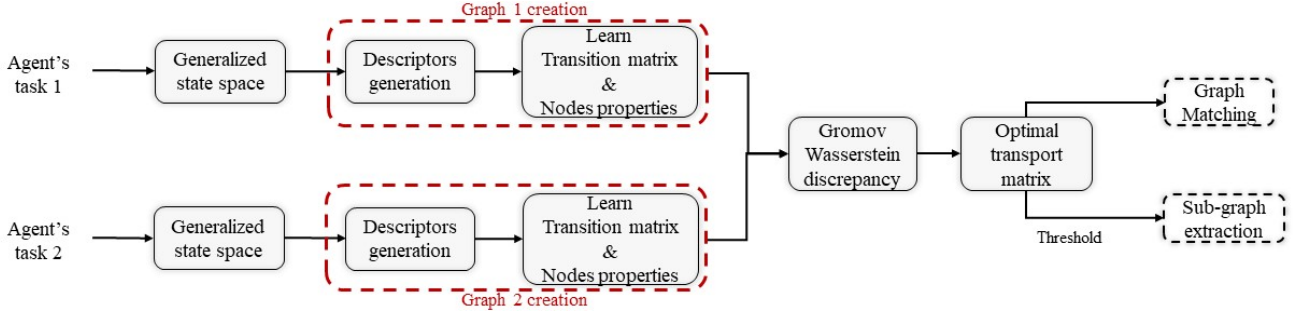 Graph 1 creation
Agent's
task 1
Generalized
state space
Descriptors
generation
Learn
Transition matrix
&
Nodes properties
Agent's
task 2
Generalized
state space
Descriptors
generation
Learn
Transition matrix
&
Nodes properties
Graph 2 creation
Gromov
Wasserstein
discrepancy
Optimal
transport
matrix
Graph
Matching
Threshold
Sub-graph
extraction